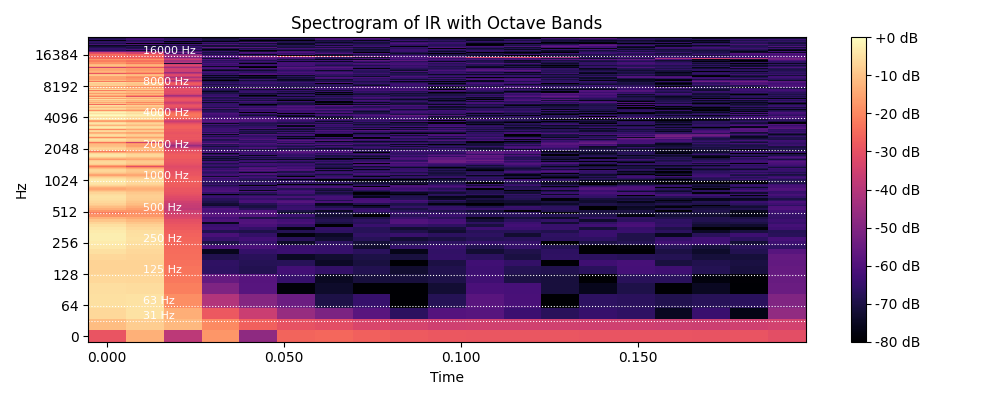 Spectrogram of IR with Octave Bands
Hz
16384
8192
4096
2048
1024
512
256
128
64
0
16000 Hz
8000 Hz
4000 Hz
2000 Hz
1000 Hz
500 Hz
250 Hz
125 Hz
63 Hz
31 Hz
0.000 0.050 0.100 0.150
Time
+0 dB
-10 dB
-20 dB
-30 dB
-40 dB
-50 dB
-60 dB
-70 dB
-80 dB